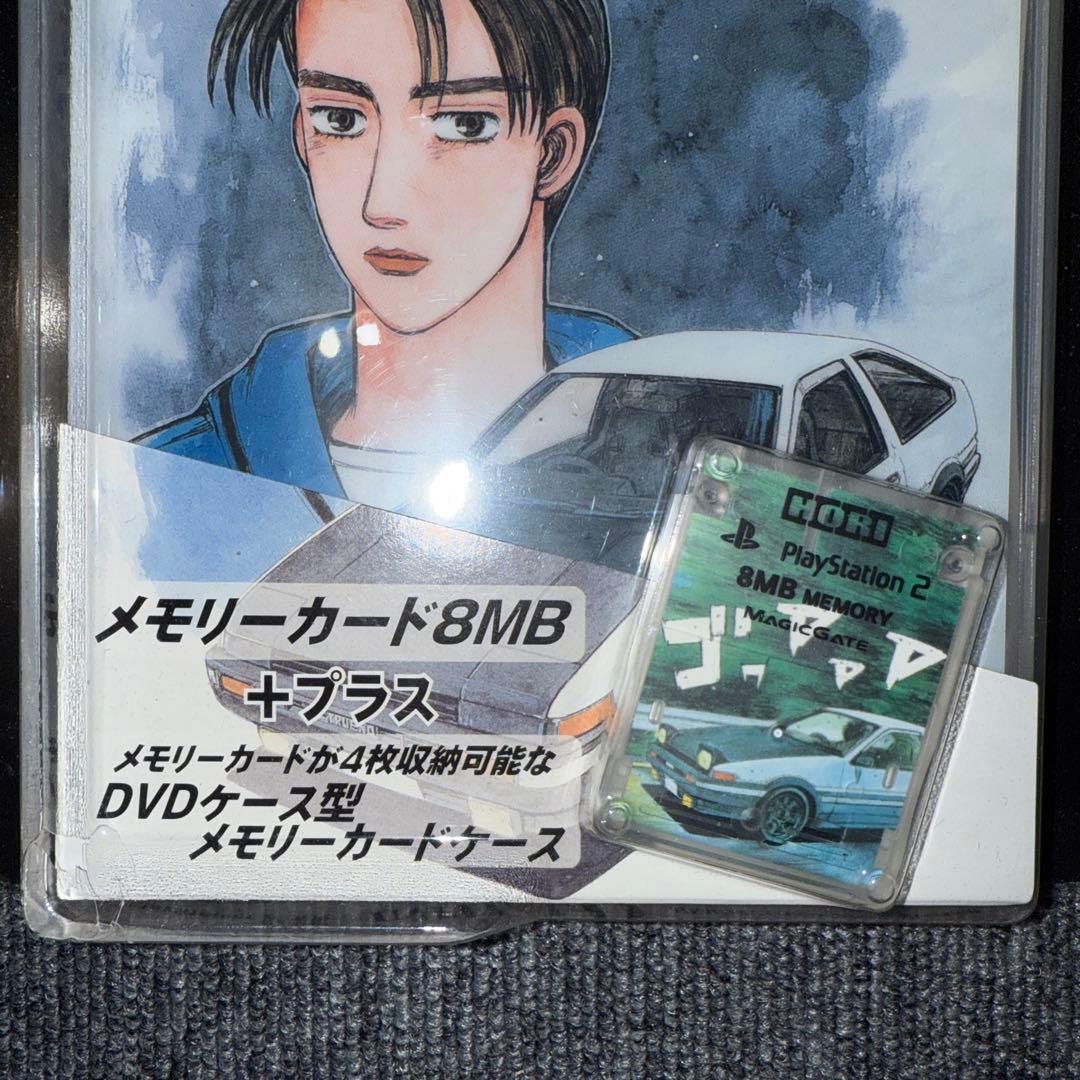 HORI
PlayStation 2
8MB MEMORY
MAGICGATE
メモリーカード8MB
+プラス
メモリーカードが4枚収納可能な
DVDケース型
メモリーカードケース